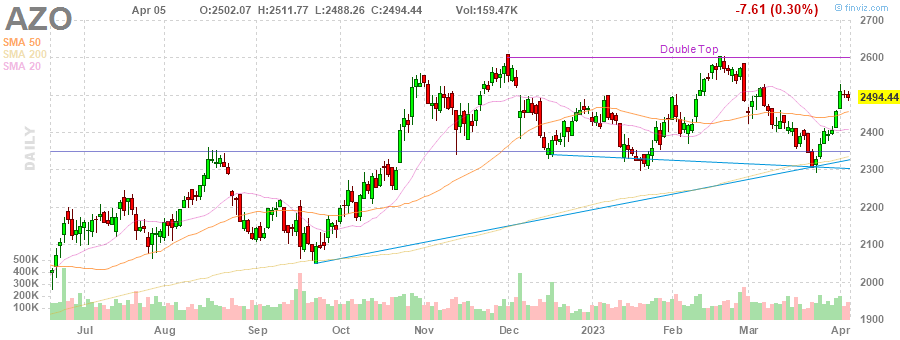 AZO
Apr 05 O:2502.07 H:2511.77 L:2488.26 C:2494.44 Vol:159.47K -7.61 (0.30%)
© finviz.com
SMA 50
SMA 200
SMA 20
Double Top
DAILY
2700
2600
2494.44
2400
2300
2200
2100
2000
1900
500K
400K
300K
200K
100K
Jul Aug Sep Oct Nov Dec 2023 Feb Mar Apr